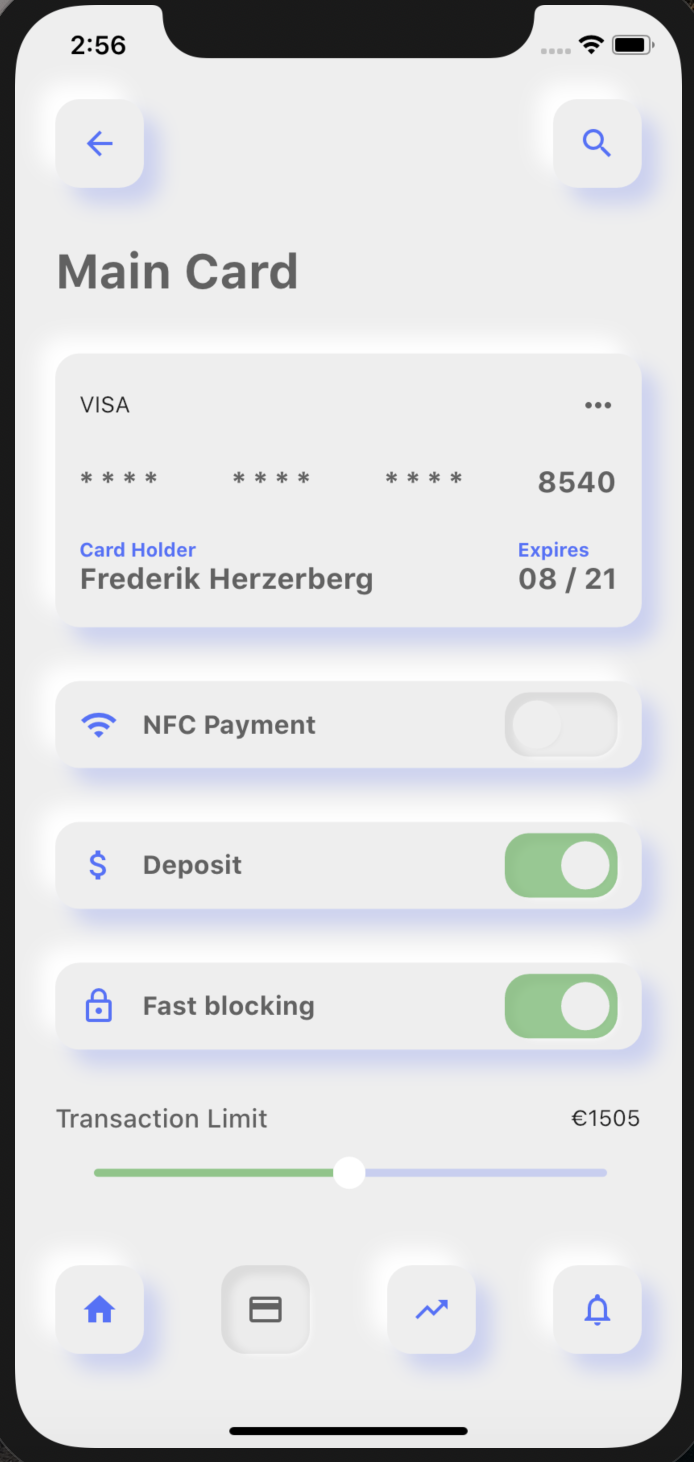 2:56
Main Card
VISA
* * * * * * * * * * * * 8540
Card Holder Expires
Frederik Herzerberg 08 / 21
NFC Payment
Deposit
Fast blocking
Transaction Limit €1505